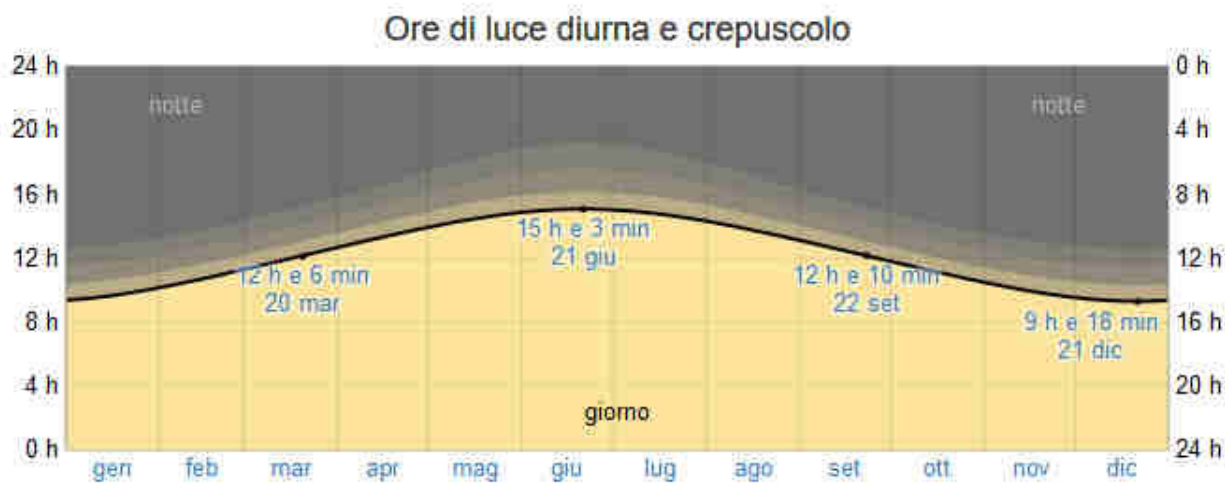 Ore di luce diurna e crepuscolo
24 h
0 h
notte
notte
20 h
4 h
16 h
8 h
15 h e 3 min
21 giu
12 h
12 h
12 h e 6 min
20 mar
12 h e 10 min
22 set
8 h
16 h
9 h e 18 min
21 dic
4 h
20 h
giorno
0 h
24 h
gen
feb
mar
apr
mag
giu
lug
ago
set
ott
nov
dic